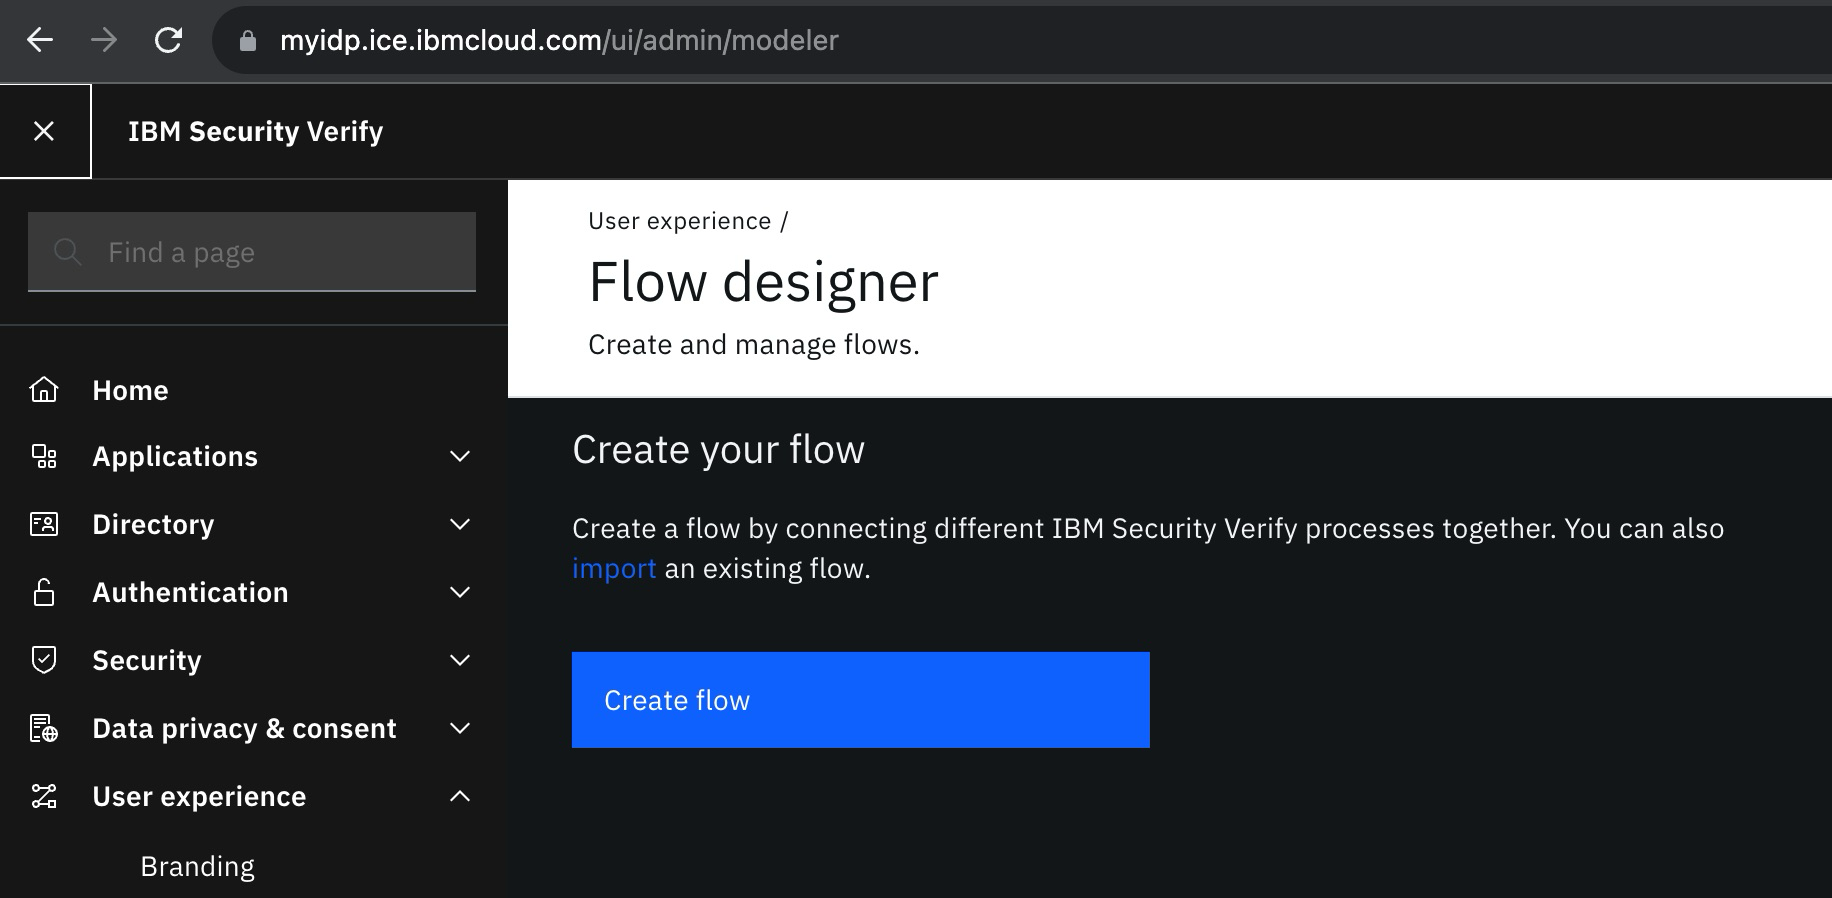 myidp.ice.ibmcloud.com/ui/admin/modeler
IBM Security Verify
Find a page
Home
Applications
Directory
Authentication
Security
Data privacy & consent
User experience
Branding
User experience /
Flow designer
Create and manage flows.
Create your flow
Create a flow by connecting different IBM Security Verify processes together. You can also
import an existing flow.
Create flow